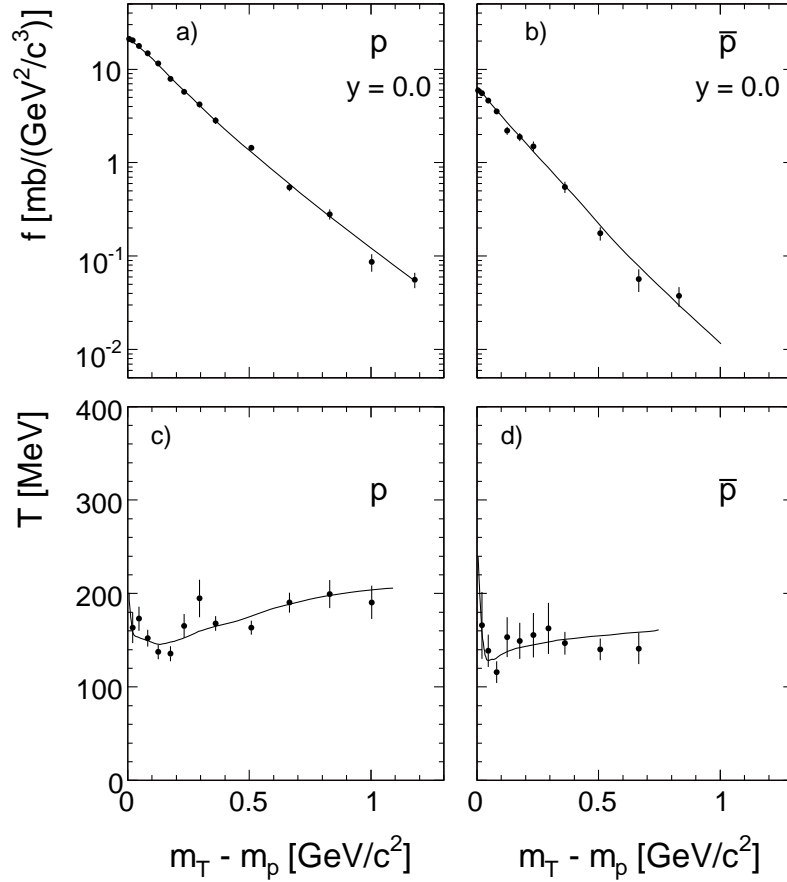 f [mb/(GeV²/c³)]
a)
p
y = 0.0
b)
p̅
y = 0.0
10
1
10⁻¹
10⁻²
T [MeV]
c)
p
d)
p̅
400
300
200
100
0
0 0.5 1 0 0.5 1
m_T - m_p [GeV/c²] m_T - m_p [GeV/c²]